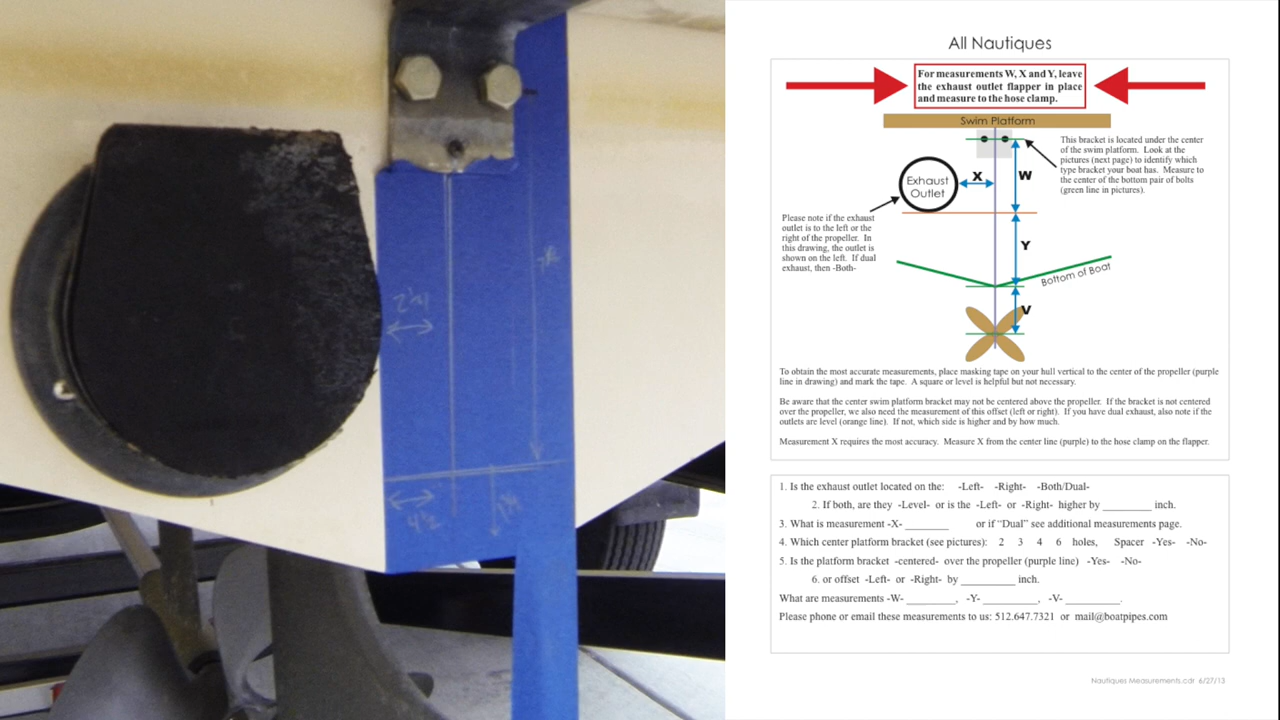 All Nautiques
For measurements W, X and Y, leave
the exhaust outlet flapper in place
and measure to the hose clamp.
Swim Platform
This bracket is located under the center
of the swim platform. Look at the
pictures (next page) to identify which
type bracket your boat has. Measure to
the center of the bottom pair of bolts
(green line in pictures).
X
W
Exhaust
Outlet
Please note if the exhaust
outlet is to the left or the
right of the propeller. In
this drawing, the outlet is
shown on the left. If dual
exhaust, then -Both-
Y
Bottom of Boat
V
To obtain the most accurate measurements, place masking tape on your hull vertical to the center of the propeller (purple
line in drawing) and mark the tape. A square or level is helpful but not necessary.
Be aware that the center swim platform bracket may not be centered above the propeller. If the bracket is not centered
over the propeller, we also need the measurement of this offset (left or right). If you have dual exhaust, also note if the
outlets are level (orange line). If not, which side is higher and by how much.
Measurement X requires the most accuracy. Measure X from the center line (purple) to the hose clamp on the flapper.
1. Is the exhaust outlet located on the: -Left- -Right- -Both/Dual-
2. If both, are they -Level- or is the -Left- or -Right- higher by _________ inch.
3. What is measurement -X- ________ or if “Dual” see additional measurements page.
4. Which center platform bracket (see pictures): 2 3 4 6 holes, Spacer -Yes- -No-
5. Is the platform bracket -centered- over the propeller (purple line) -Yes- -No-
6. or offset -Left- or -Right- by __________ inch.
What are measurements -W- _________, -Y- __________, -V- __________.
Please phone or email these measurements to us: 512.647.7321 or mail@boatpipes.com
Nautiques Measurements.cdr 6/27/13